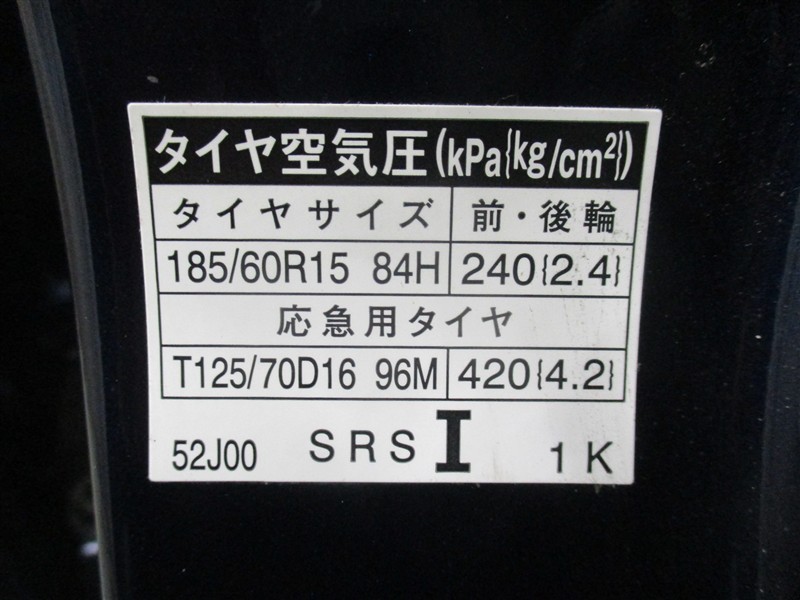 タイヤ空気圧(kPa{kg/cm²})
タイヤサイズ 前・後輪
185/60R15 84H 240{2.4}
応急用タイヤ
T125/70D16 96M 420{4.2}
52J00 SRS I 1K